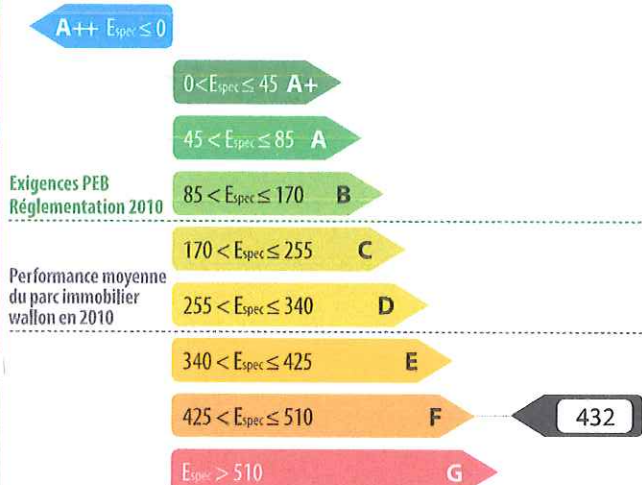 A++ Espec ≤ 0
0 < Espec ≤ 45 A+
45 < Espec ≤ 85 A
Exigences PEB
Réglementation 2010
85 < Espec ≤ 170 B
170 < Espec ≤ 255 C
Performance moyenne
du parc immobilier
wallon en 2010
255 < Espec ≤ 340 D
340 < Espec ≤ 425 E
425 < Espec ≤ 510 F 432
Espec > 510 G